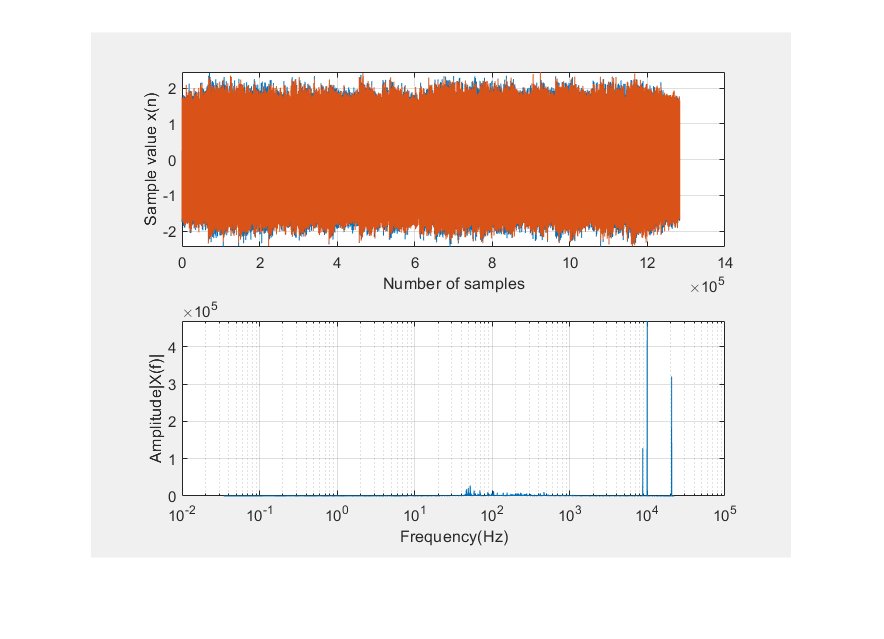 Sample value x(n)
2
1
0
-1
-2
0 2 4 6 8 10 12 14
Number of samples
×10^5
×10^5
Amplitude|X(f)|
4
3
2
1
0
10^-2 10^-1 10^0 10^1 10^2 10^3 10^4 10^5
Frequency(Hz)